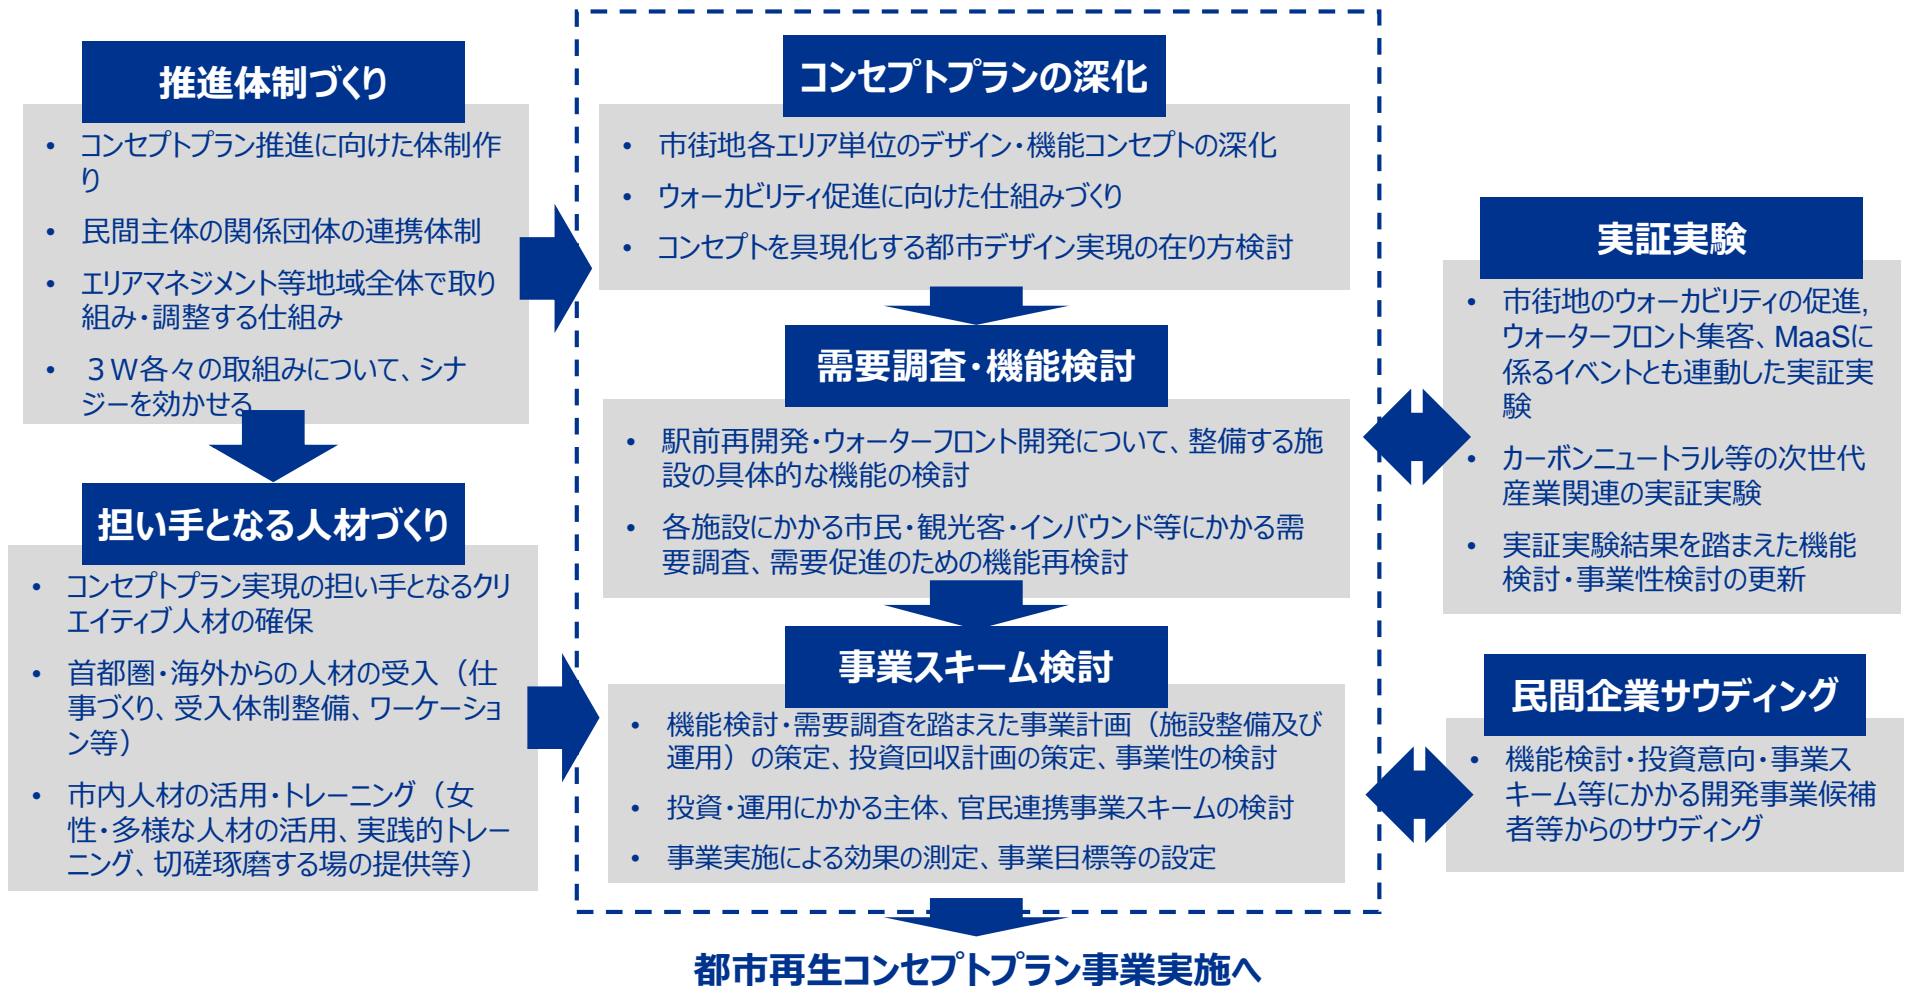 推進体制づくり
• コンセプトプラン推進に向けた体制作
り
• 民間主体の関係団体の連携体制
• エリアマネジメント等地域全体で取り
組み・調整する仕組み
• ３Ｗ各々の取組みについて、シナ
ジーを効かせる
担い手となる人材づくり
• コンセプトプラン実現の担い手となるクリ
エイティブ人材の確保
• 首都圏・海外からの人材の受入（仕
事づくり、受入体制整備、ワーケーショ
ン等）
• 市内人材の活用・トレーニング（女
性・多様な人材の活用、実践的トレー
ニング、切磋琢磨する場の提供等）
コンセプトプランの深化
• 市街地各エリア単位のデザイン・機能コンセプトの深化
• ウォーカビリティ促進に向けた仕組みづくり
• コンセプトを具現化する都市デザイン実現の在り方検討
需要調査・機能検討
• 駅前再開発・ウォーターフロント開発について、整備する施
設の具体的な機能の検討
• 各施設にかかる市民・観光客・インバウンド等にかかる需
要調査、需要促進のための機能再検討
事業スキーム検討
• 機能検討・需要調査を踏まえた事業計画（施設整備及び
運用）の策定、投資回収計画の策定、事業性の検討
• 投資・運用にかかる主体、官民連携事業スキームの検討
• 事業実施による効果の測定、事業目標等の設定
都市再生コンセプトプラン事業実施へ
実証実験
• 市街地のウォーカビリティの促進,
ウォーターフロント集客、MaaSに
係るイベントとも連動した実証実
験
• カーボンニュートラル等の次世代
産業関連の実証実験
• 実証実験結果を踏まえた機能
検討・事業性検討の更新
民間企業サウディング
• 機能検討・投資意向・事業ス
キーム等にかかる開発事業候補
者等からのサウディング